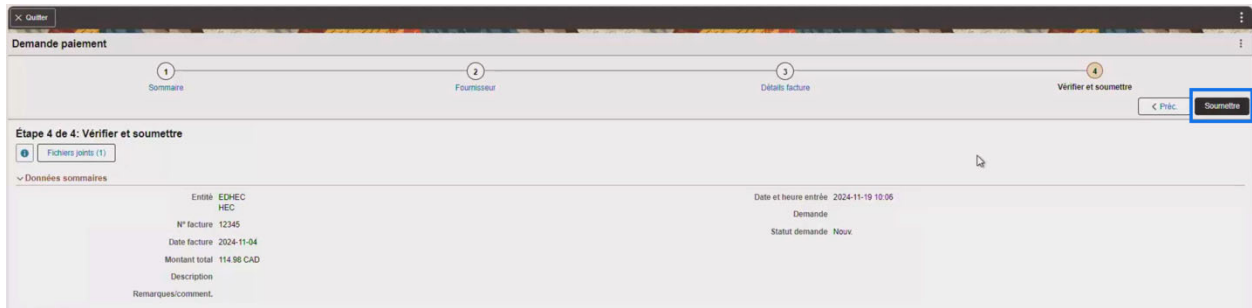 Quitter
Demande paiement
1
2
3
4
Sommaire
Fournisseur
Détails facture
Vérifier et soumettre
Préc.
Soumettre
Étape 4 de 4: Vérifier et soumettre
Fichiers joints (1)
Données sommaires
Entité EDHEC
HEC
N° facture 12345
Date facture 2024-11-04
Montant total 114.98 CAD
Description
Remarques/comment.
Date et heure entrée 2024-11-19 10:06
Demande
Statut demande Nouv.